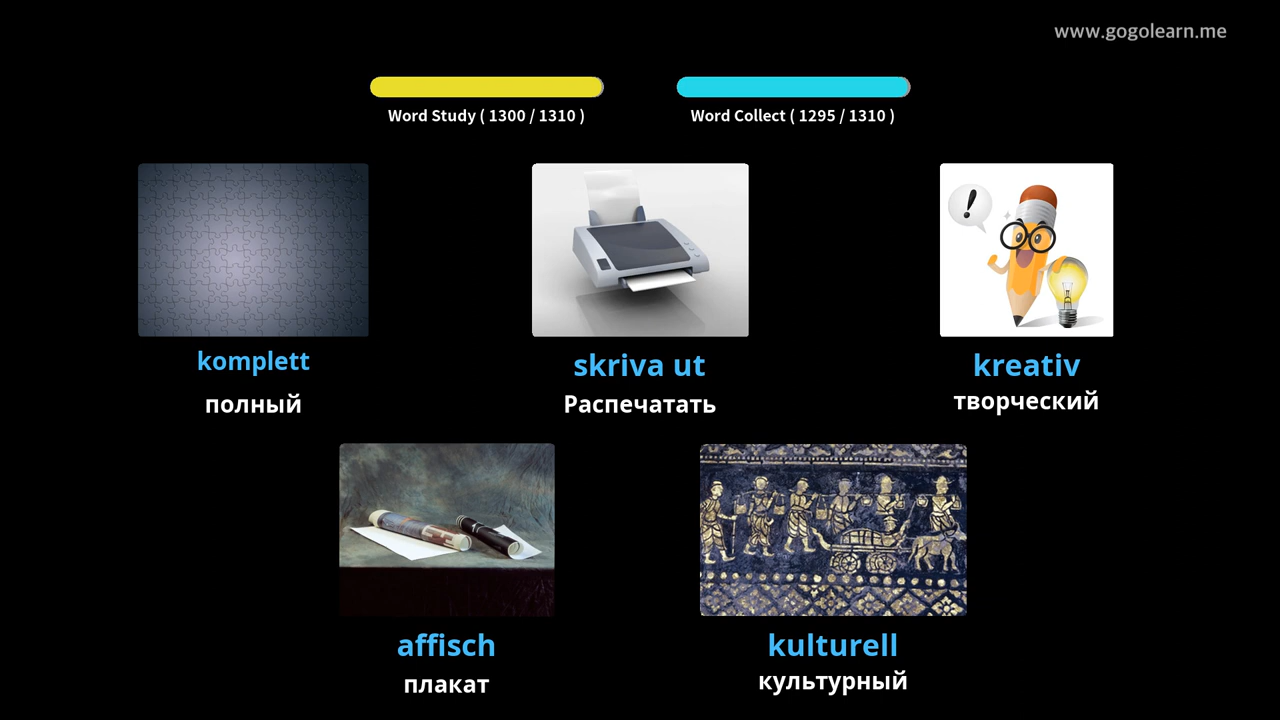 www.gogolearn.me
Word Study ( 1300 / 1310 )
Word Collect ( 1295 / 1310 )
komplett
полный
skriva ut
Распечатать
kreativ
творческий
affisch
плакат
kulturell
культурный